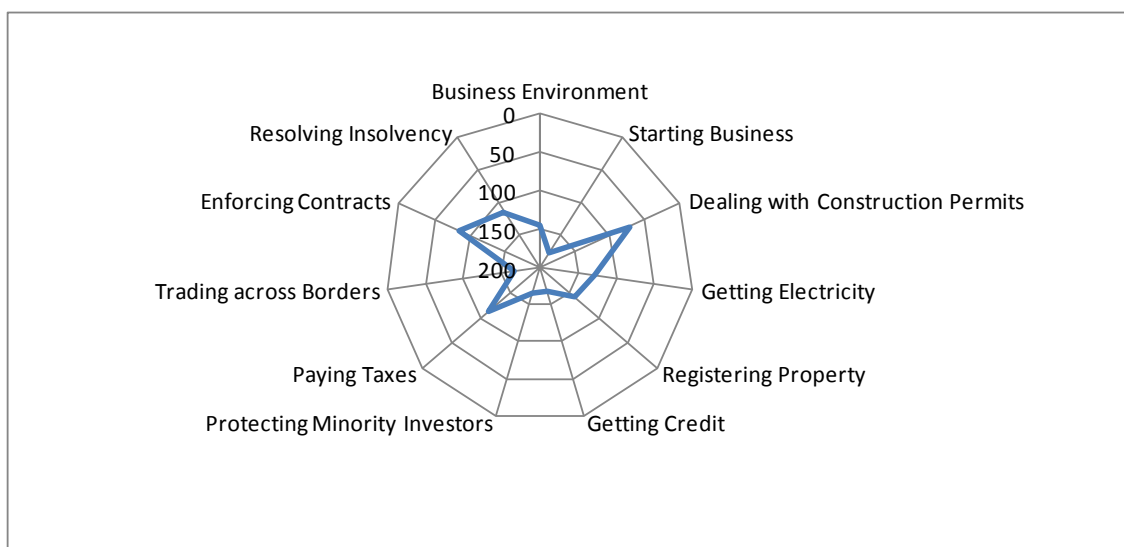 Business Environment
0
Resolving Insolvency
Starting Business
50
Enforcing Contracts
100
Dealing with Construction Permits
150
Trading across Borders
200
Getting Electricity
Paying Taxes
Registering Property
Protecting Minority Investors
Getting Credit